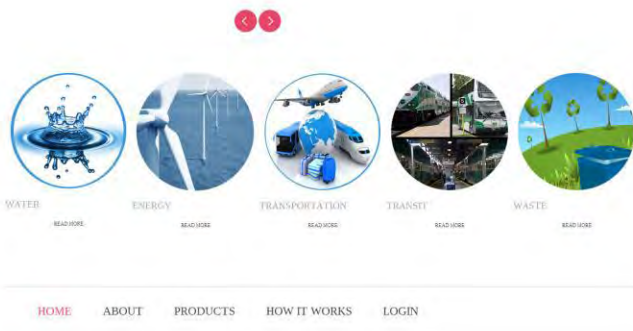 WATER
ENERGY
TRANSPORTATION
TRANSIT
WASTE
READ MORE
READ MORE
READ MORE
READ MORE
READ MORE
HOME ABOUT PRODUCTS HOW IT WORKS LOGIN